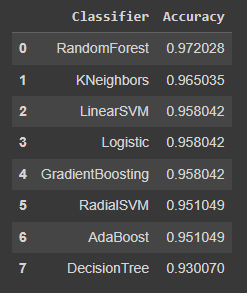 Classifier Accuracy
0 RandomForest 0.972028
1 KNeighbors 0.965035
2 LinearSVM 0.958042
3 Logistic 0.958042
4 GradientBoosting 0.958042
5 RadialSVM 0.951049
6 AdaBoost 0.951049
7 DecisionTree 0.930070